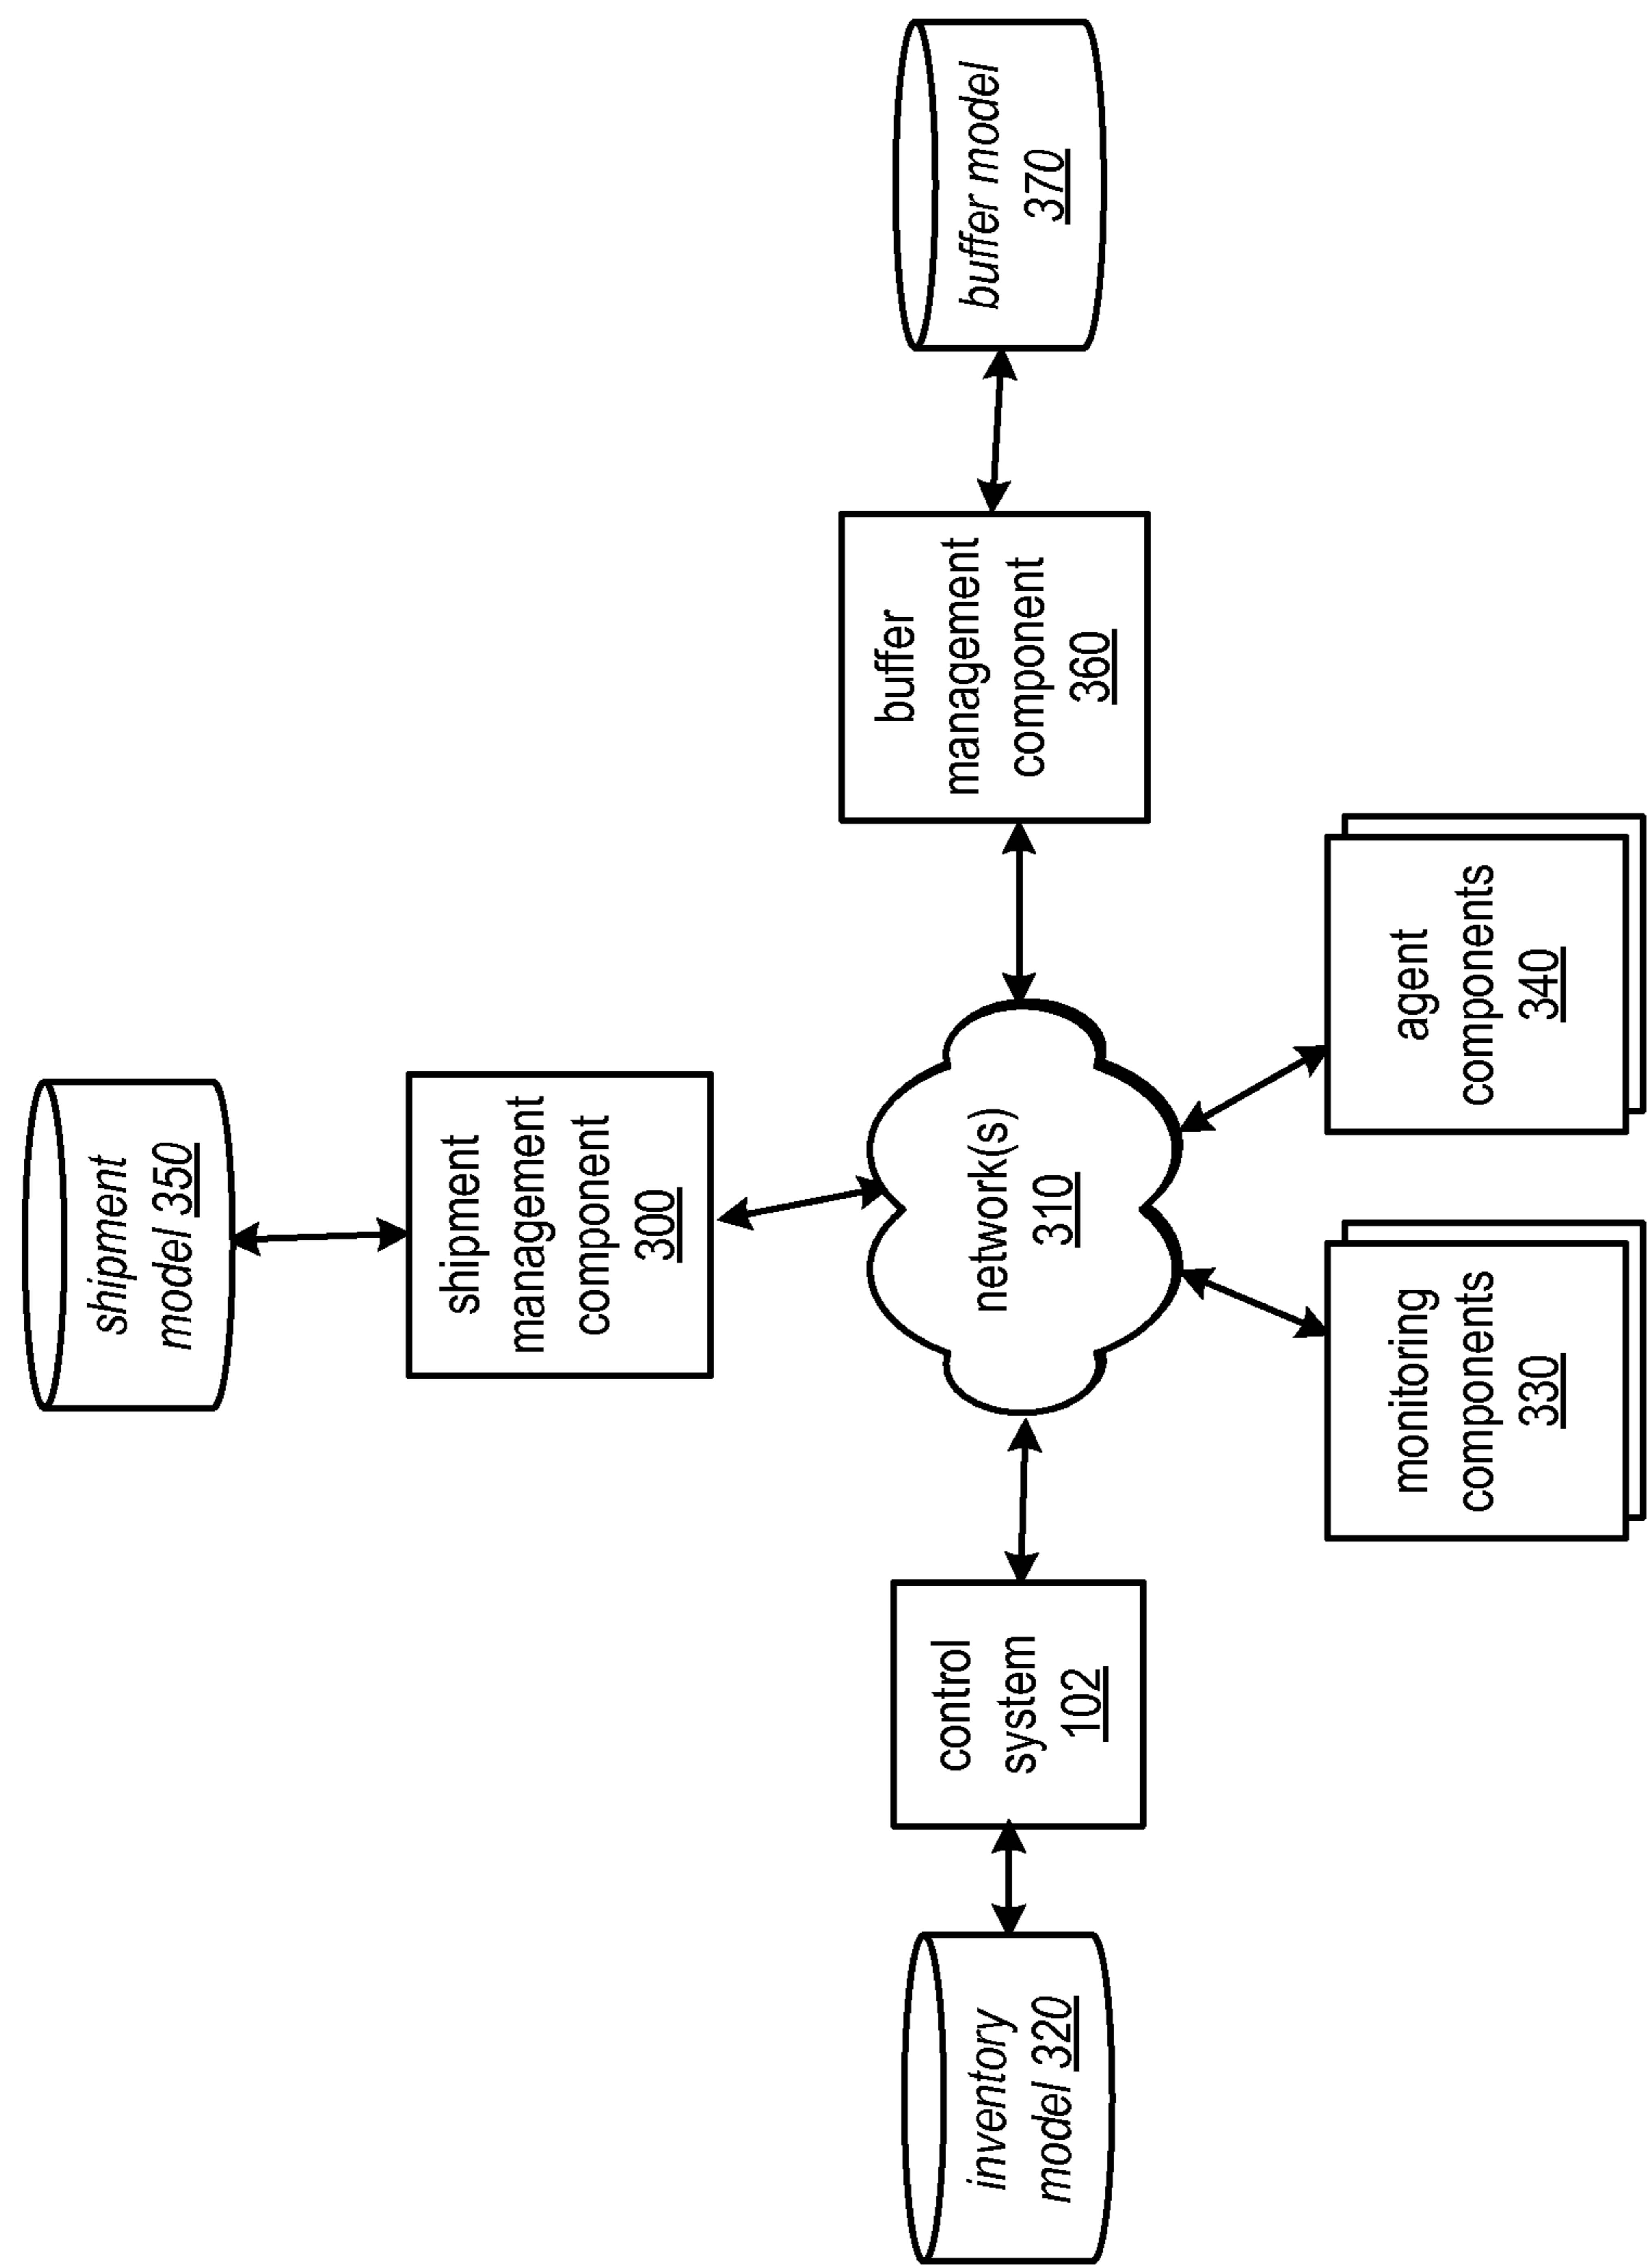 shipment
model 350
shipment
management
component
300
inventory
model 320
control
system
102
network(s)
310
buffer
management
component
360
buffer model
370
monitoring
components
330
agent
components
340